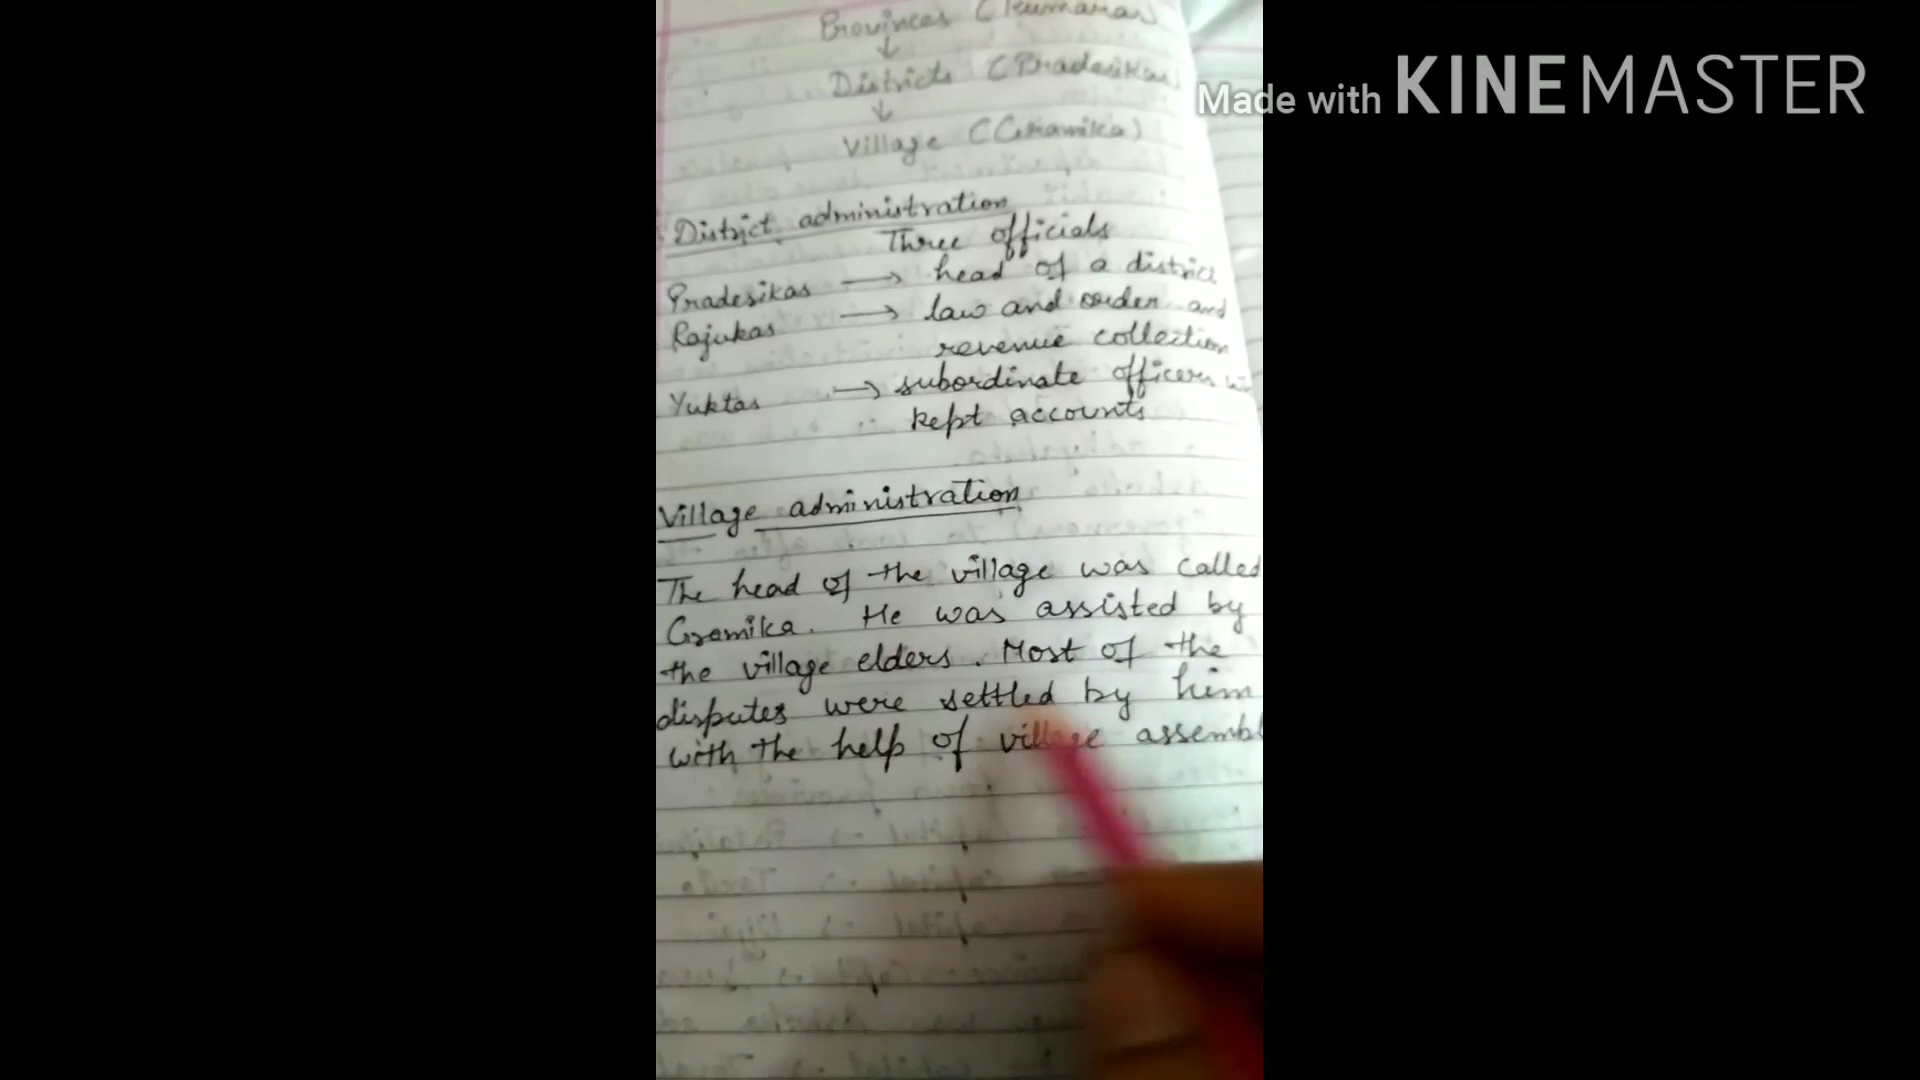 Provinces (Kumaras)
↓
Districts (Pradesikas)
↓
Village (Gramika)
Made with KINEMASTER
District administration
Three officials
Pradesikas → head of a district
Rajukas → law and order and
revenue collection
Yuktas → subordinate officers
kept accounts
Village administration
The head of the village was called
Gramika. He was assisted by
the village elders. Most of the
disputes were settled by him
with the help of village assembl